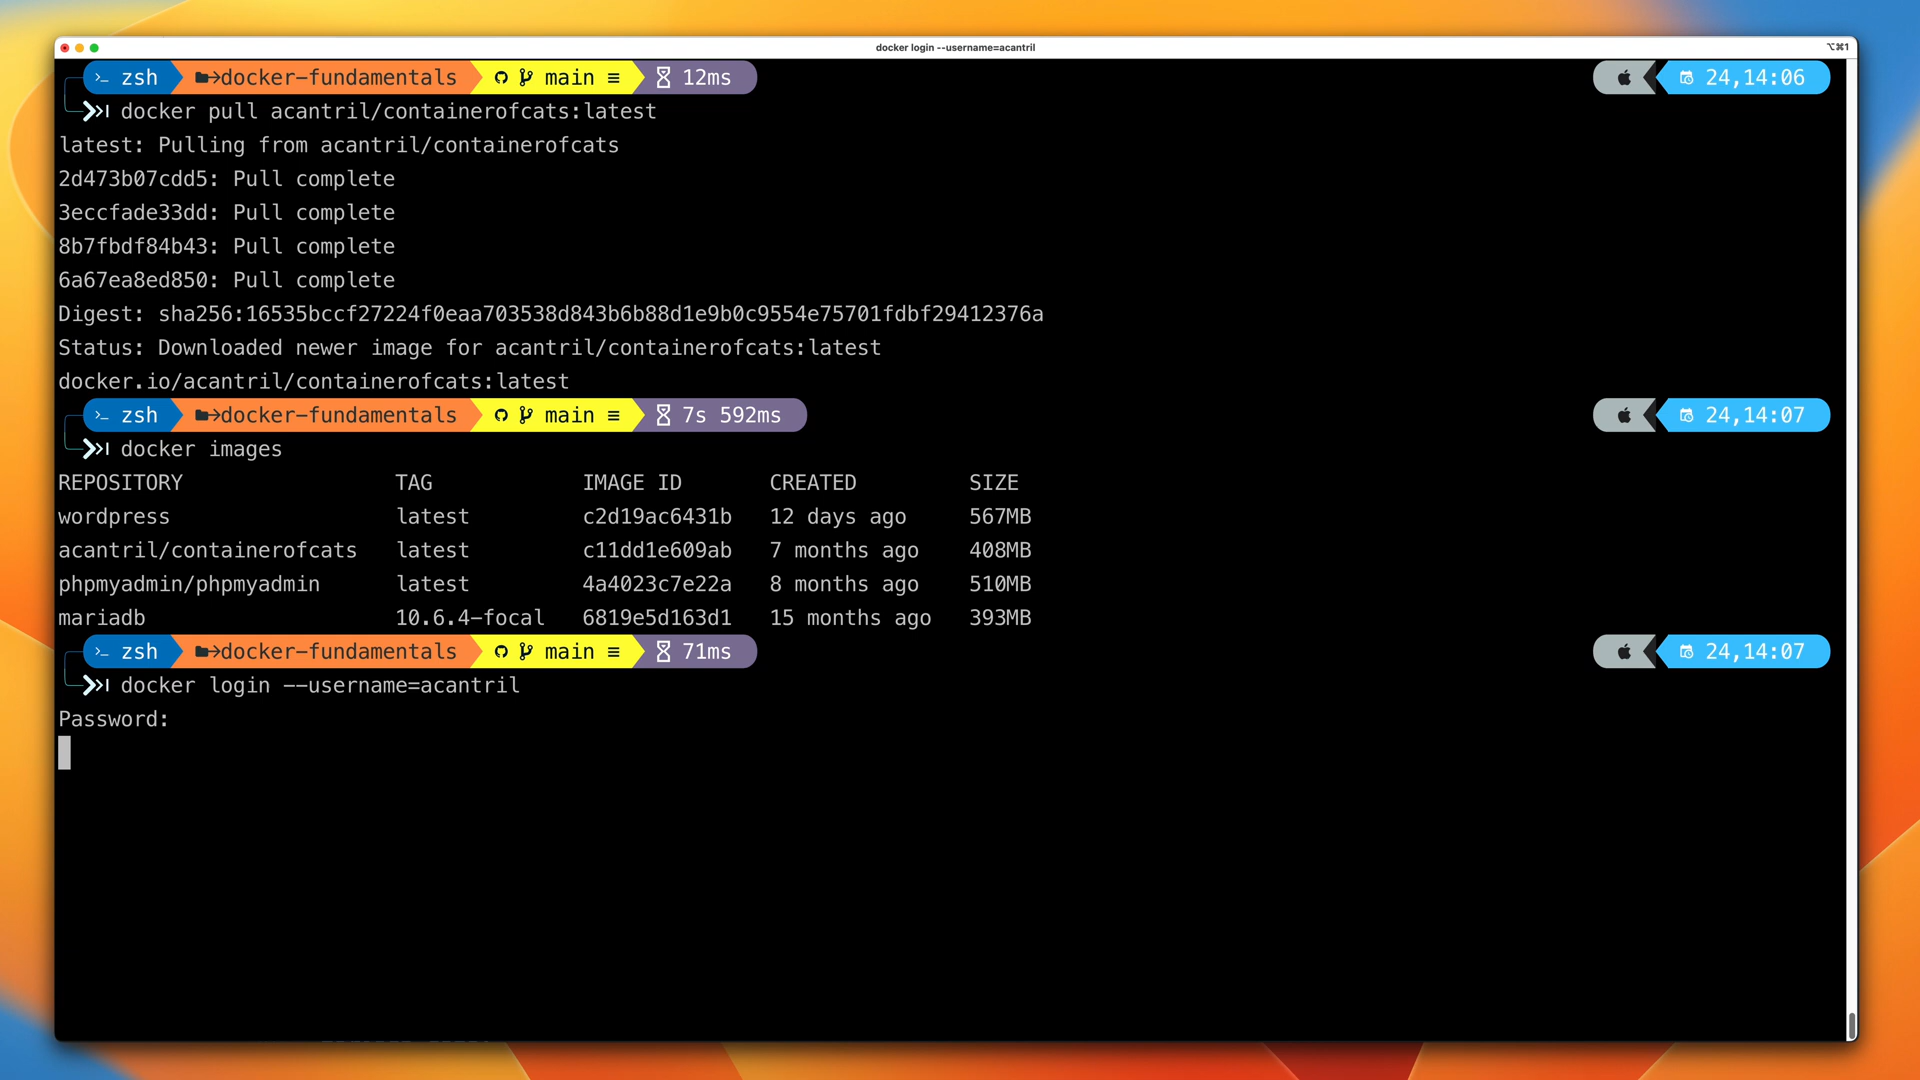 docker login --username=acantril
⌥⌘1
zsh docker-fundamentals main ≡ 12ms 24,14:06
docker pull acantril/containerofcats:latest
latest: Pulling from acantril/containerofcats
2d473b07cdd5: Pull complete
3eccfade33dd: Pull complete
8b7fbdf84b43: Pull complete
6a67ea8ed850: Pull complete
Digest: sha256:16535bccf27224f0eaa703538d843b6b88d1e9b0c9554e75701fdbf29412376a
Status: Downloaded newer image for acantril/containerofcats:latest
docker.io/acantril/containerofcats:latest
zsh docker-fundamentals main ≡ 7s 592ms 24,14:07
docker images
REPOSITORY TAG IMAGE ID CREATED SIZE
wordpress latest c2d19ac6431b 12 days ago 567MB
acantril/containerofcats latest c11dd1e609ab 7 months ago 408MB
phpmyadmin/phpmyadmin latest 4a4023c7e22a 8 months ago 510MB
mariadb 10.6.4-focal 6819e5d163d1 15 months ago 393MB
zsh docker-fundamentals main ≡ 71ms 24,14:07
docker login --username=acantril
Password: